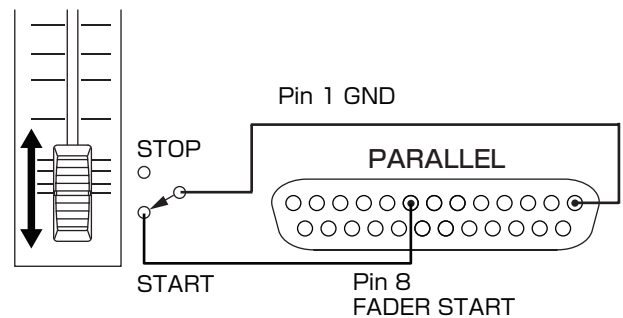 Pin 1 GND
STOP
PARALLEL
START
Pin 8
FADER START